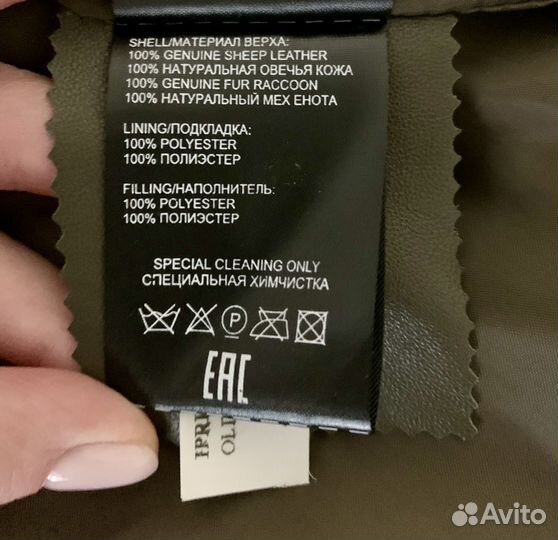 SHELL/МАТЕРИАЛ ВЕРХА:
100% GENUINE SHEEP LEATHER
100% НАТУРАЛЬНАЯ ОВЕЧЬЯ КОЖА
100% GENUINE FUR RACCOON
100% НАТУРАЛЬНЫЙ МЕХ ЕНОТА
LINING/ПОДКЛАДКА:
100% POLYESTER
100% ПОЛИЭСТЕР
FILLING/НАПОЛНИТЕЛЬ:
100% POLYESTER
100% ПОЛИЭСТЕР
SPECIAL CLEANING ONLY
СПЕЦИАЛЬНАЯ ХИМЧИСТКА
P
EAC
Avito